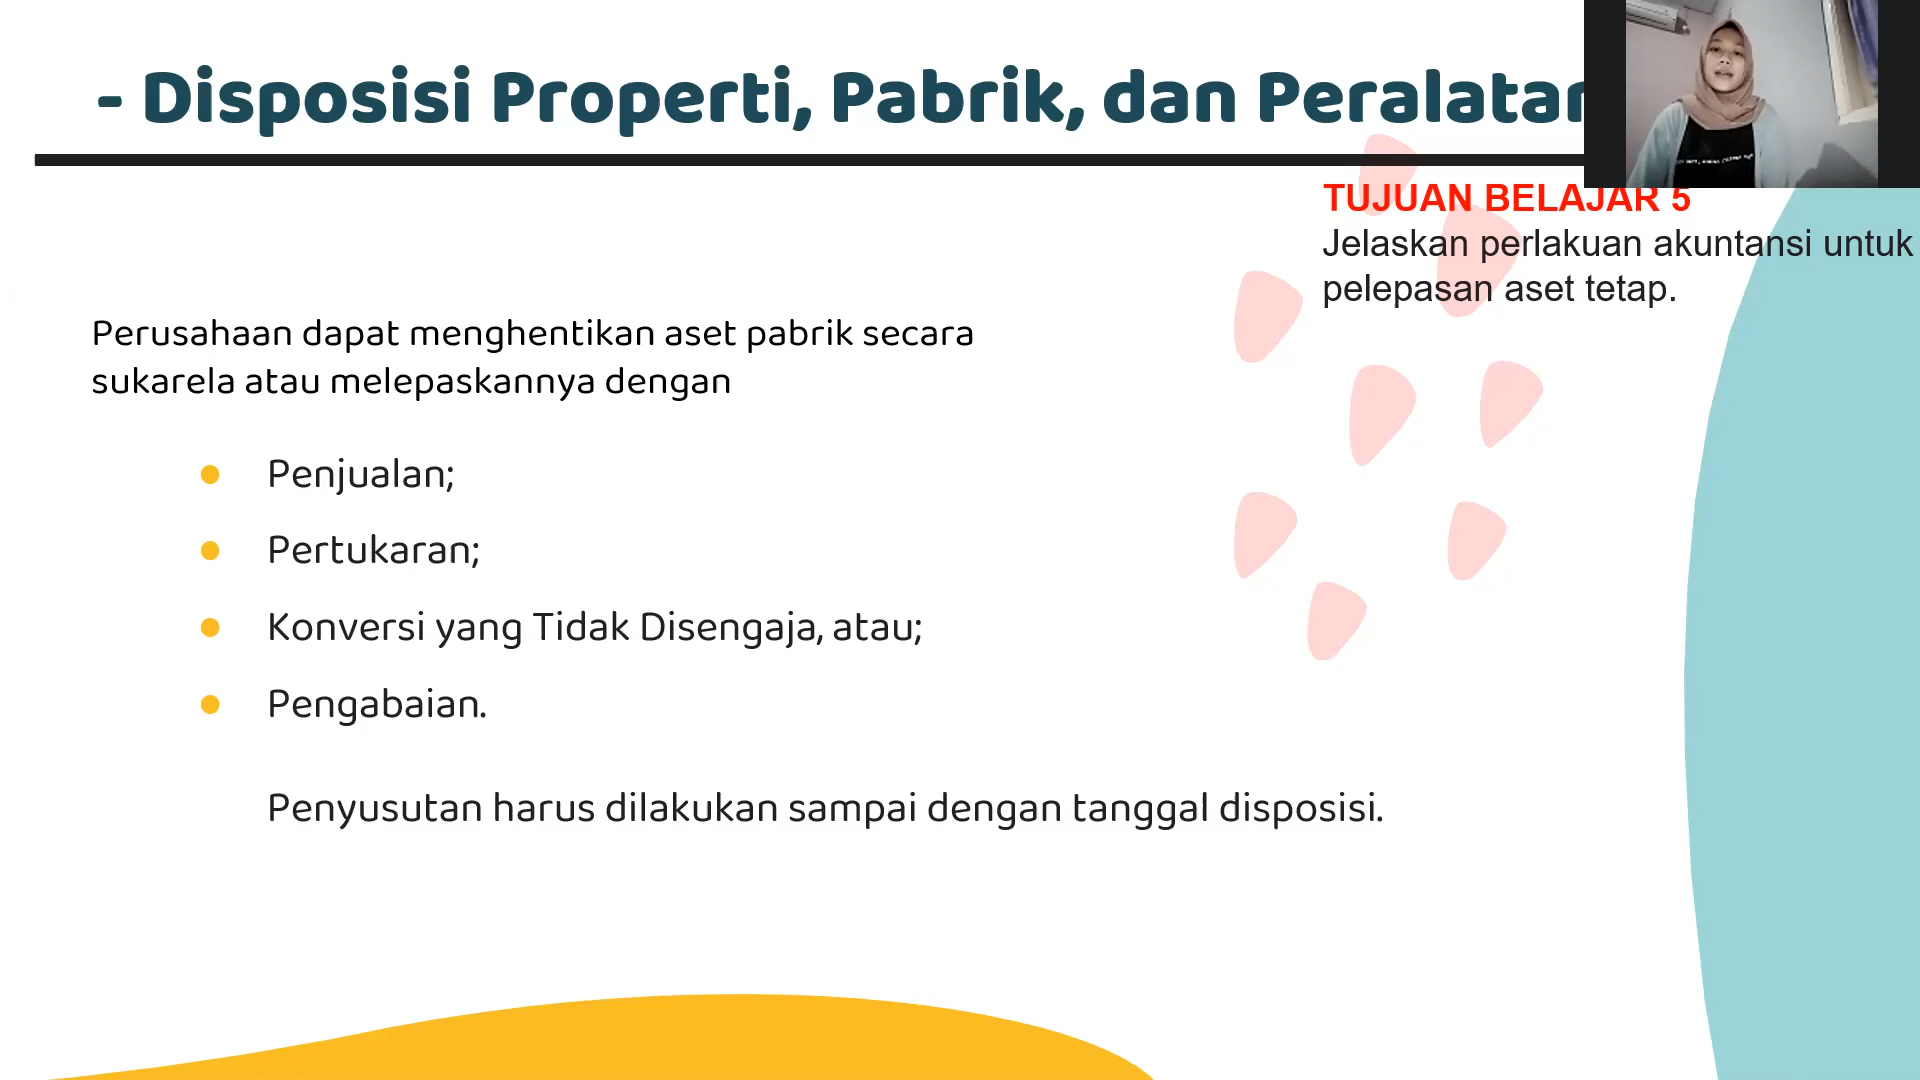 - Disposisi Properti, Pabrik, dan Peralatan
TUJUAN BELAJAR 5
Jelaskan perlakuan akuntansi untuk
pelepasan aset tetap.
Perusahaan dapat menghentikan aset pabrik secara
sukarela atau melepaskannya dengan
Penjualan;
Pertukaran;
Konversi yang Tidak Disengaja, atau;
Pengabaian.
Penyusutan harus dilakukan sampai dengan tanggal disposisi.